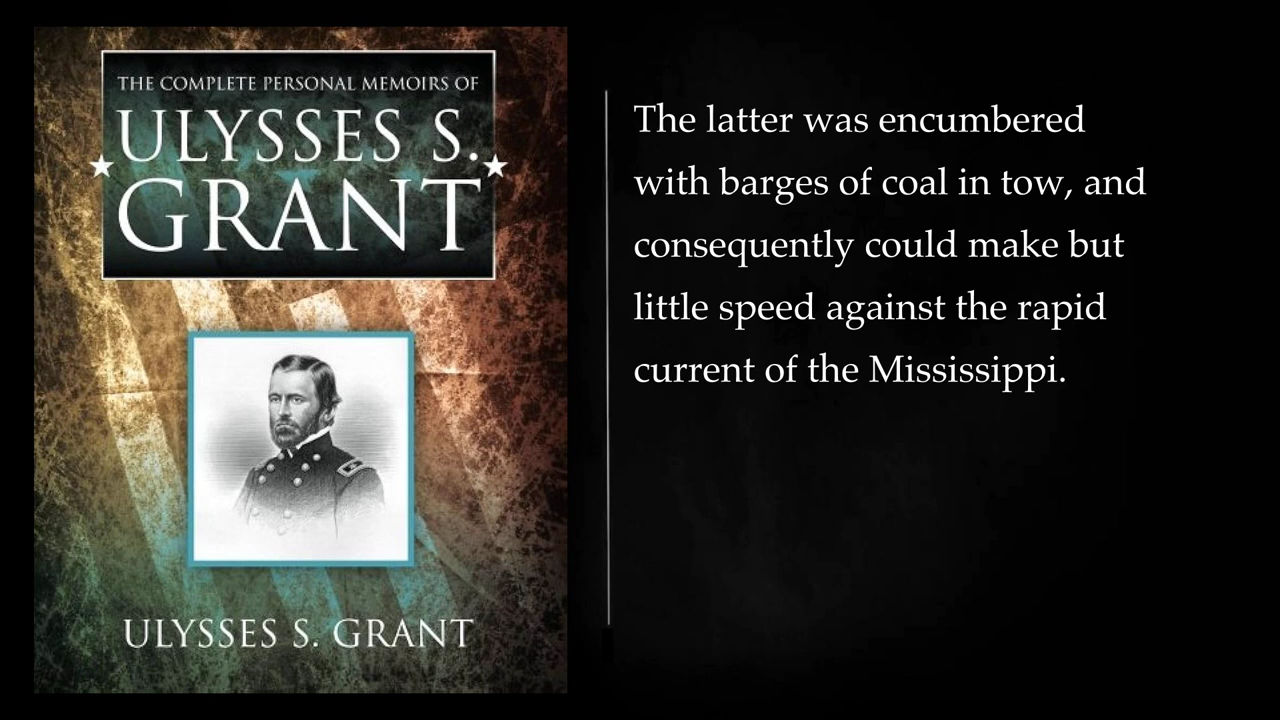 THE COMPLETE PERSONAL MEMOIRS OF
ULYSSES S.
GRANT
ULYSSES S. GRANT
The latter was encumbered
with barges of coal in tow, and
consequently could make but
little speed against the rapid
current of the Mississippi.